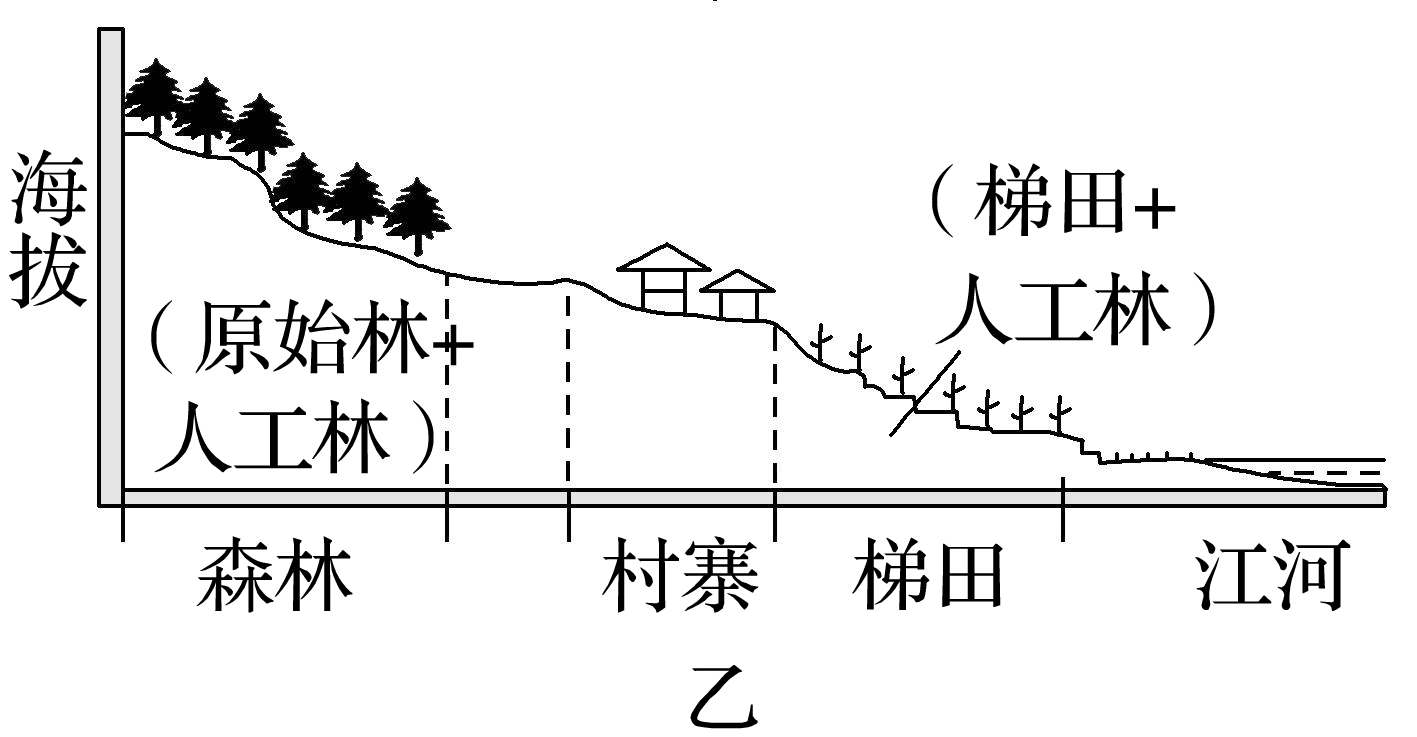 海拔
（原始林+
人工林）
（梯田+
人工林）
森林
村寨
梯田
江河
乙